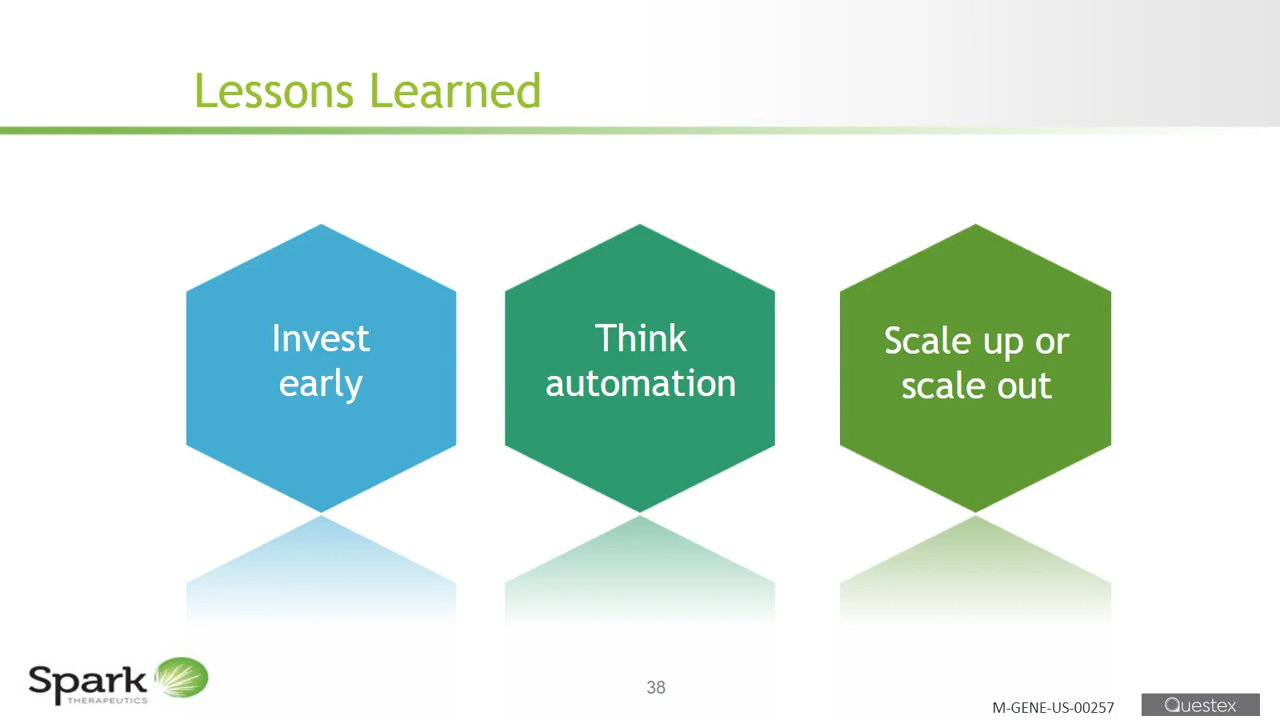 Lessons Learned
Invest
early
Think
automation
Scale up or
scale out
Spark
THERAPEUTICS
38
M-GENE-US-00257
Questex